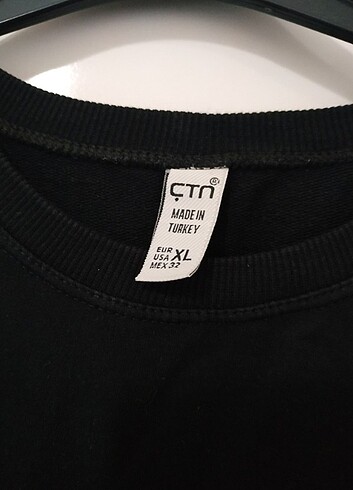 ÇTN®
MADE IN
TURKEY
EUR
USA XL
MEX 32